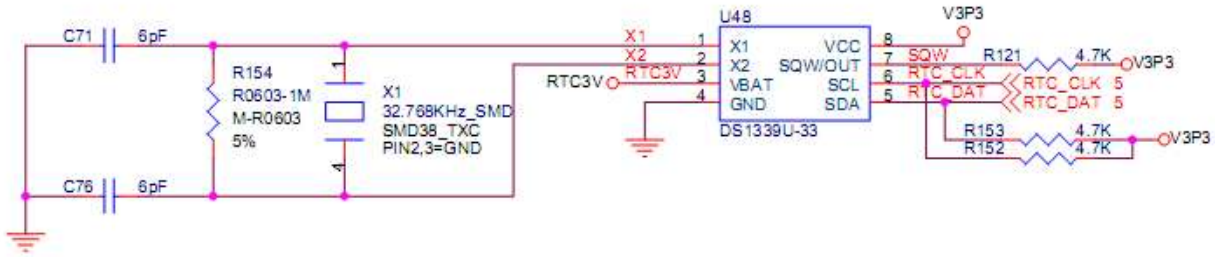 C71 6pF
U48
V3P3
X1 1 X1 VCC 8
X2 2 X2 SQW/OUT 7 SQW R121 4.7K V3P3
RTC3V RTC3V 3 VBAT SCL 6 RTC_CLK RTC_CLK 5
4 GND SDA 5 RTC_DAT RTC_DAT 5
DS1339U-33
R154
R0603-1M
M-R0603
5%
1
X1
32.768KHz_SMD
SMD38_TXC
PIN2,3=GND
4
R153 4.7K V3P3
R152 4.7K
C76 6pF